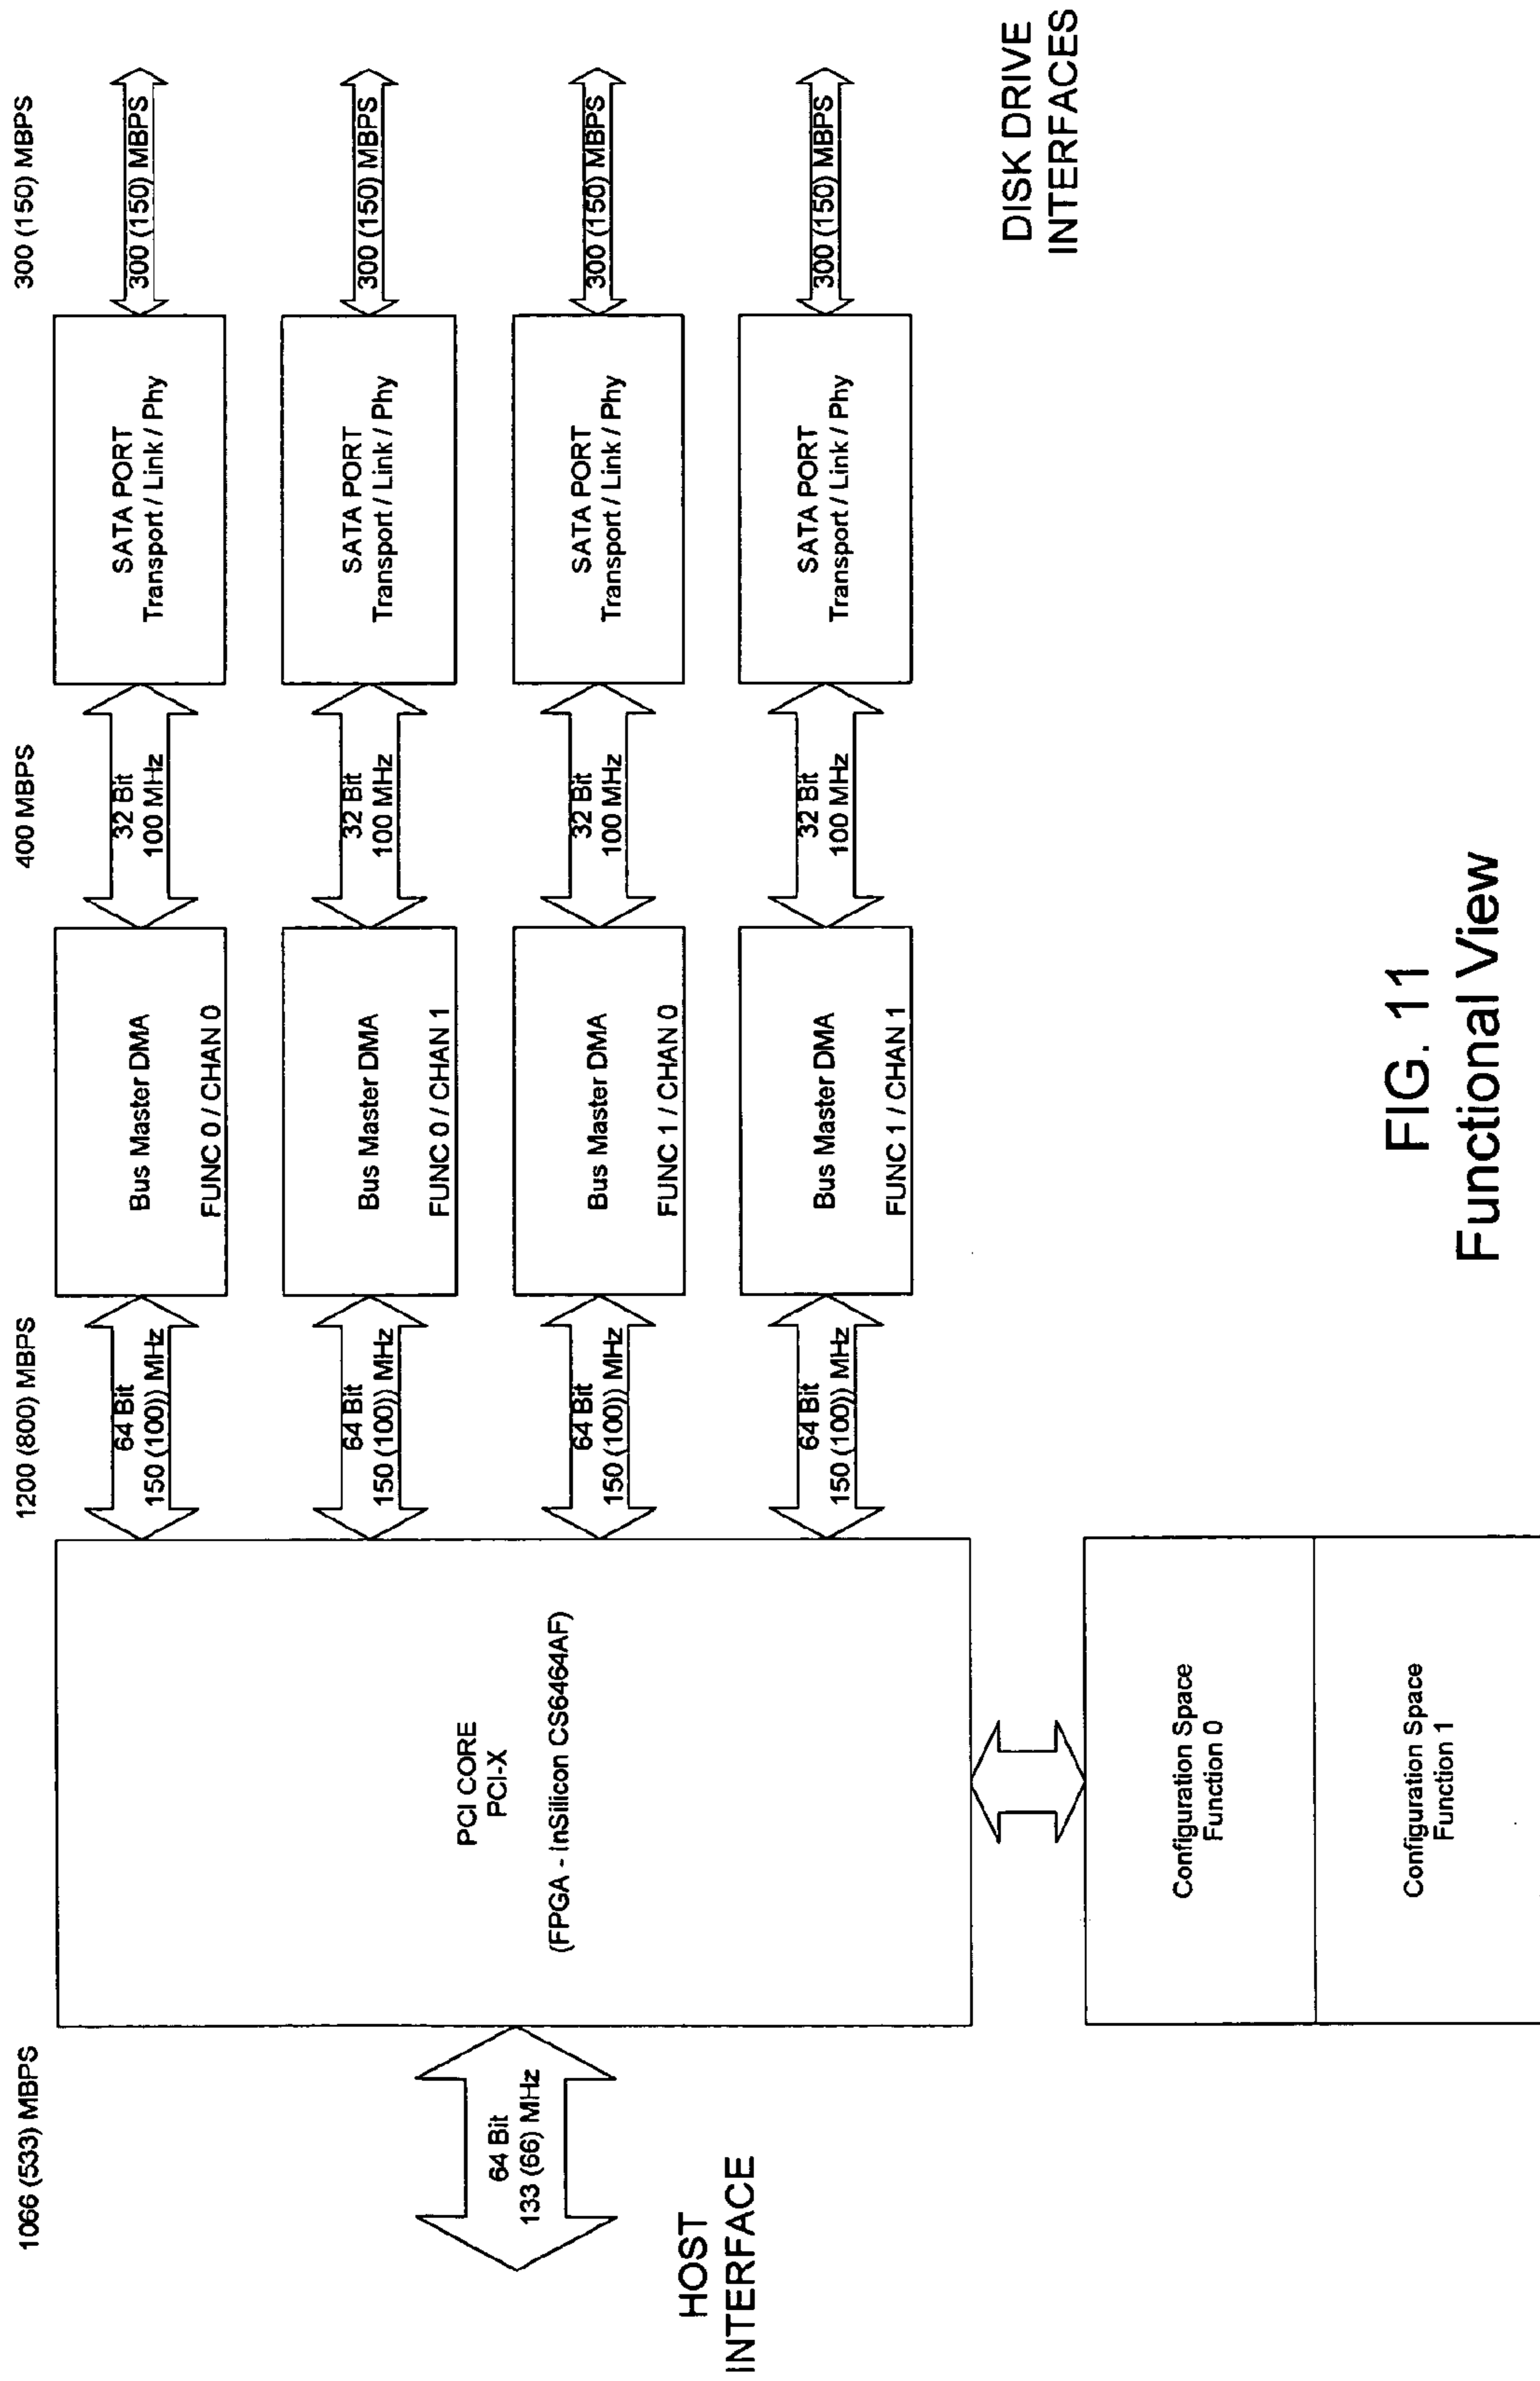 1066 (533) MBPS
1200 (800) MBPS
400 MBPS
300 (150) MBPS
HOST
INTERFACE
64 Bit
133 (66) MHz
PCI CORE
PCI-X
(FPGA - InSilicon CS6464AF)
64 Bit
150 (100)) MHz
Bus Master DMA
FUNC 0 / CHAN 0
32 Bit
100 MHz
SATA PORT
Transport / Link / Phy
300 (150) MBPS
64 Bit
150 (100)) MHz
Bus Master DMA
FUNC 0 / CHAN 1
32 Bit
100 MHz
SATA PORT
Transport / Link / Phy
300 (150) MBPS
64 Bit
150 (100)) MHz
Bus Master DMA
FUNC 1 / CHAN 0
32 Bit
100 MHz
SATA PORT
Transport / Link / Phy
300 (150) MBPS
64 Bit
150 (100)) MHz
Bus Master DMA
FUNC 1 / CHAN 1
32 Bit
100 MHz
SATA PORT
Transport / Link / Phy
300 (150) MBPS
DISK DRIVE
INTERFACES
Configuration Space
Function 0
Configuration Space
Function 1
FIG. 11
Functional View